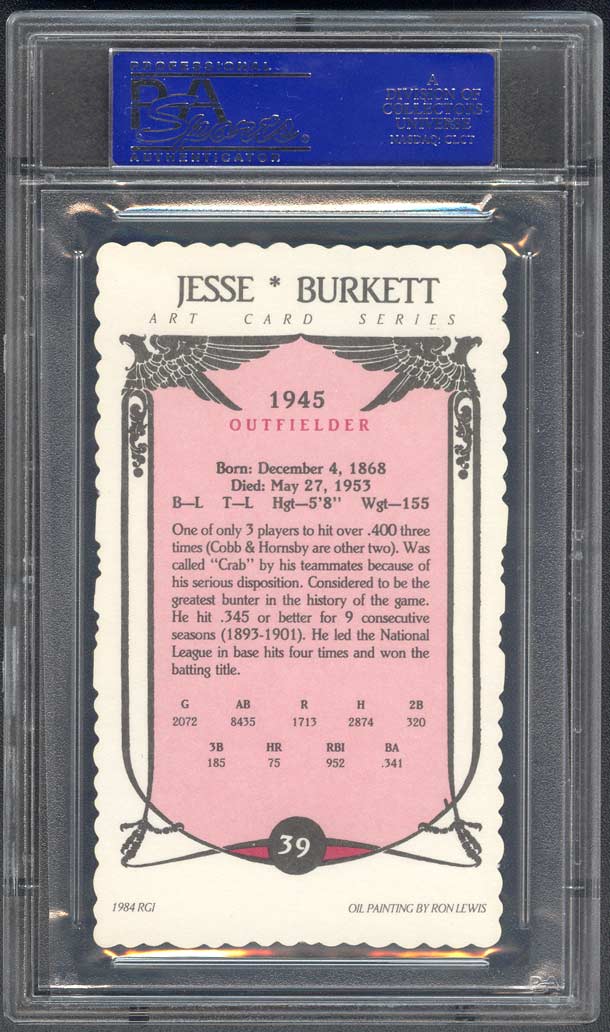 PROFESSIONAL
PSA
Sports
AUTHENTICATOR
A
DIVISION OF
COLLECTORS
UNIVERSE
NASDAQ: CLCT
JESSE * BURKETT
ART CARD SERIES
1945
OUTFIELDER
Born: December 4, 1868
Died: May 27, 1953
B—L T—L Hgt—5'8" Wgt—155
One of only 3 players to hit over .400 three
times (Cobb & Hornsby are other two). Was
called "Crab" by his teammates because of
his serious disposition. Considered to be the
greatest bunter in the history of the game.
He hit .345 or better for 9 consecutive
seasons (1893-1901). He led the National
League in base hits four times and won the
batting title.
G AB R H 2B
2072 8435 1713 2874 320
3B HR RBI BA
185 75 952 .341
39
1984 RGI OIL PAINTING BY RON LEWIS
PSA